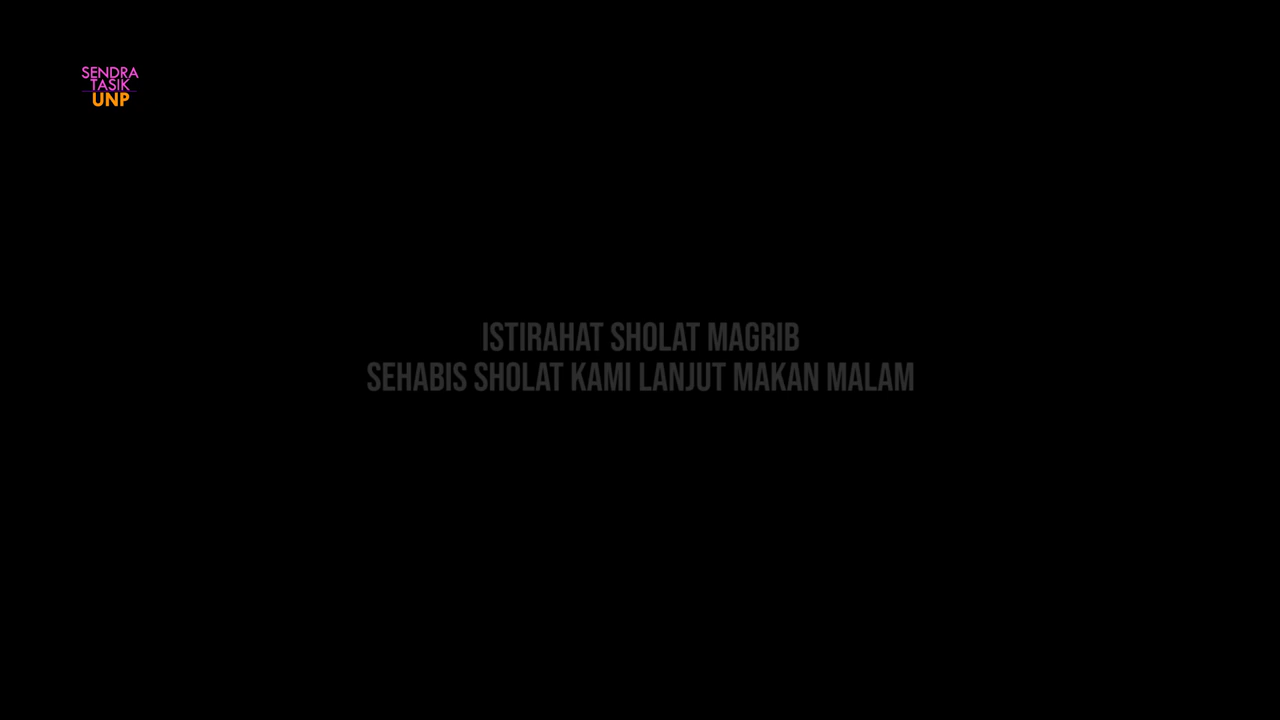 SENDRA
TASIK
UNP
ISTIRAHAT SHOLAT MAGRIB
SEHABIS SHOLAT KAMI LANJUT MAKAN MALAM